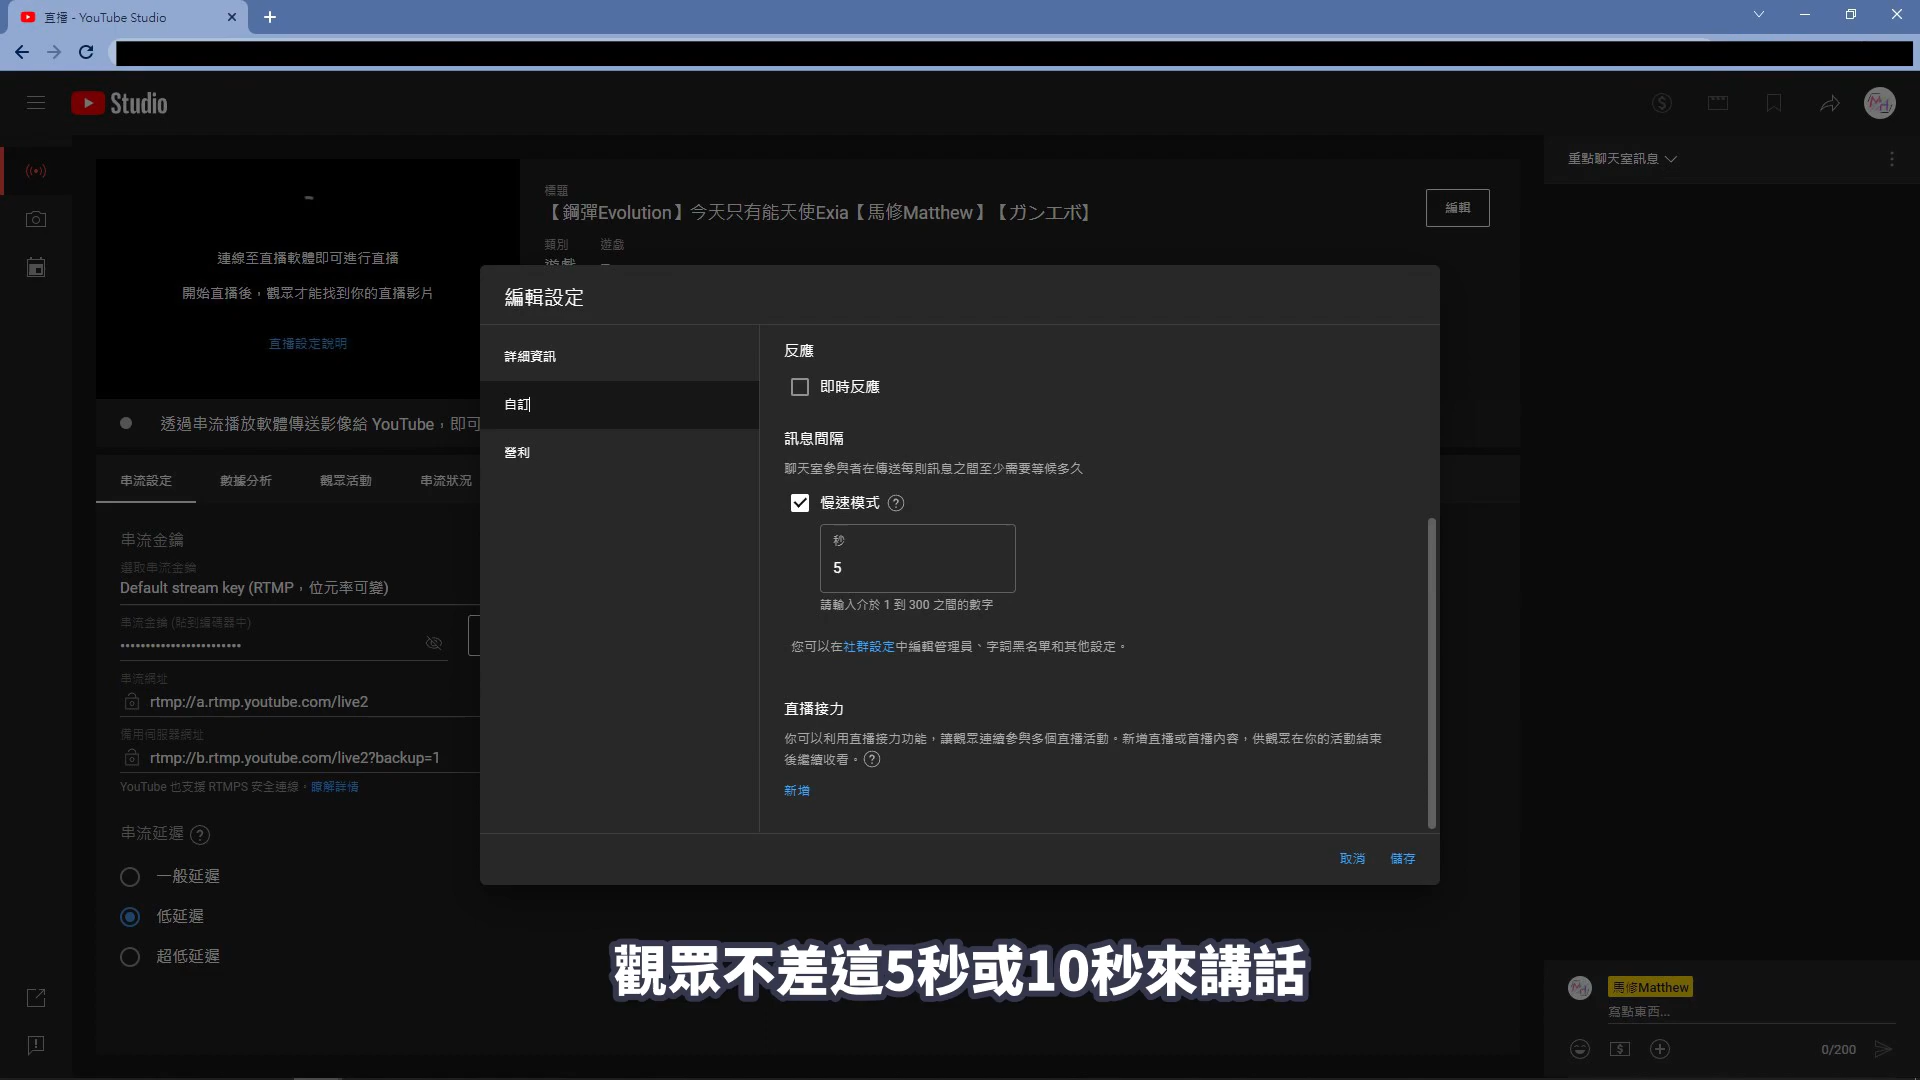 直播 - YouTube Studio
Studio
重點聊天室訊息
標題
【鋼彈Evolution】今天只有能天使Exia【馬修Matthew】【ガンエボ】
編輯
類別 遊戲
遊戲 –
連線至直播軟體即可進行直播
開始直播後，觀眾才能找到你的直播影片
直播設定說明
透過串流播放軟體傳送影像給 YouTube，即可
串流設定 數據分析 觀眾活動 串流狀況
串流金鑰
選取串流金鑰
Default stream key (RTMP，位元率可變)
串流金鑰 (貼到編碼器中)
••••••••••••••••••••••••
串流網址
rtmp://a.rtmp.youtube.com/live2
備用伺服器網址
rtmp://b.rtmp.youtube.com/live2?backup=1
YouTube 也支援 RTMPS 安全連線。瞭解詳情
串流延遲
一般延遲
低延遲
超低延遲
編輯設定
詳細資訊
自訂
營利
反應
即時反應
訊息間隔
聊天室參與者在傳送每則訊息之間至少需要等候多久
慢速模式
秒
5
請輸入介於 1 到 300 之間的數字
您可以在社群設定中編輯管理員、字詞黑名單和其他設定。
直播接力
你可以利用直播接力功能，讓觀眾連續參與多個直播活動。新增直播或首播內容，供觀眾在你的活動結束
後繼續收看。
新增
取消 儲存
觀眾不差這5秒或10秒來講話
馬修Matthew
寫點東西...
0/200